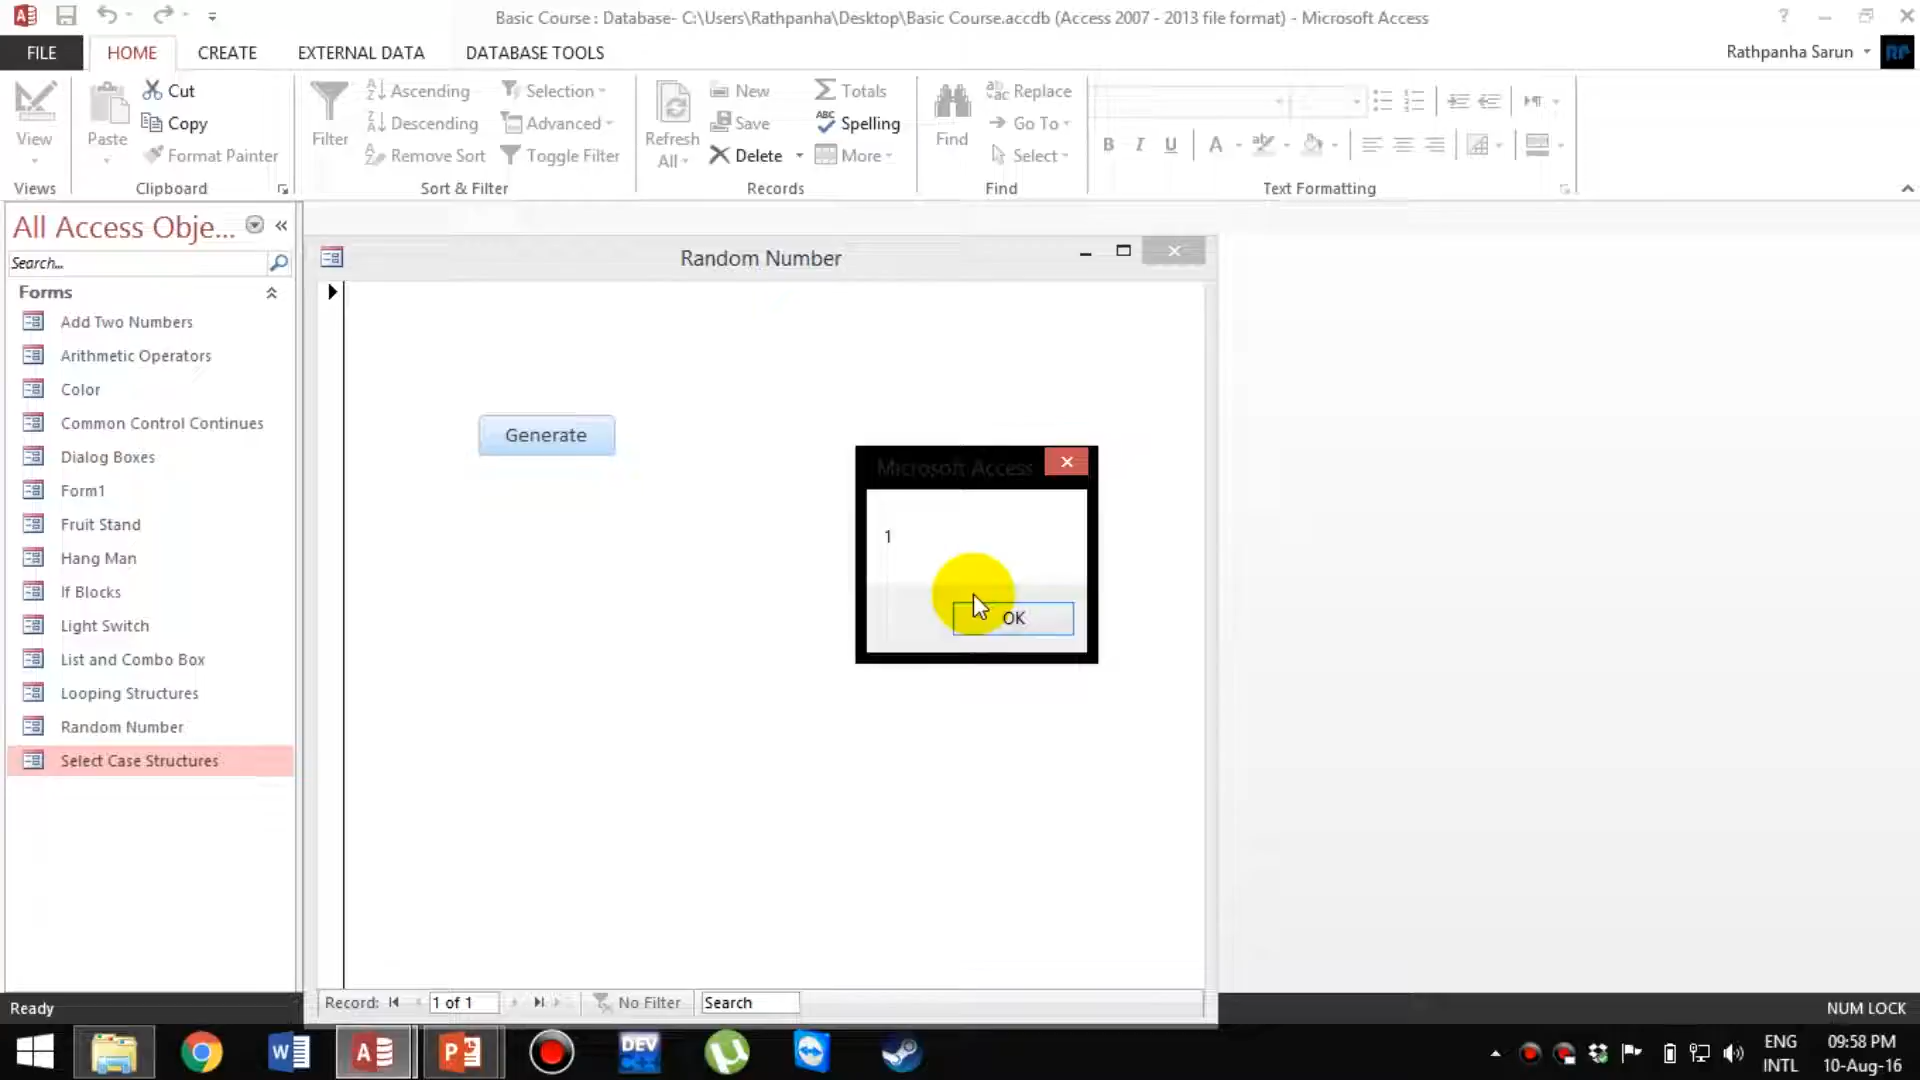 Basic Course : Database- C:\Users\Rathpanha\Desktop\Basic Course.accdb (Access 2007 - 2013 file format) - Microsoft Access
FILE HOME CREATE EXTERNAL DATA DATABASE TOOLS Rathpanha Sarun
View
Views
Paste
Cut
Copy
Format Painter
Clipboard
Filter
Ascending
Descending
Remove Sort
Selection
Advanced
Toggle Filter
Sort & Filter
Refresh
All
New
Save
Delete
Totals
Spelling
More
Records
Find
Replace
Go To
Select
Find
Text Formatting
All Access Obje...
Search...
Forms
Add Two Numbers
Arithmetic Operators
Color
Common Control Continues
Dialog Boxes
Form1
Fruit Stand
Hang Man
If Blocks
Light Switch
List and Combo Box
Looping Structures
Random Number
Select Case Structures
Random Number
Generate
Microsoft Access
1
OK
Record: 1 of 1 No Filter Search
Ready
NUM LOCK
DEV
ENG
INTL
09:58 PM
10-Aug-16